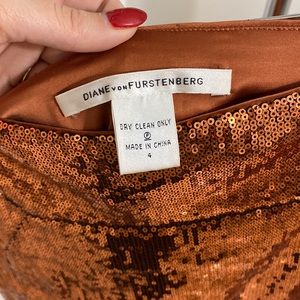 DIANE VON FURSTENBERG
DRY CLEAN ONLY
P
MADE IN CHINA
4